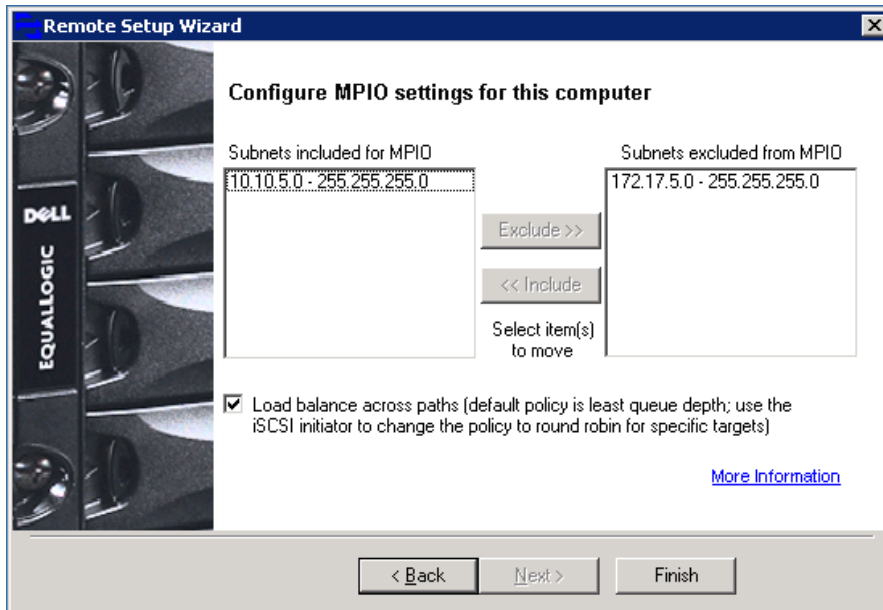 Remote Setup Wizard
Configure MPIO settings for this computer
Subnets included for MPIO
10.10.5.0 - 255.255.255.0
Subnets excluded from MPIO
172.17.5.0 - 255.255.255.0
Exclude >>
<< Include
Select item(s)
to move
Load balance across paths (default policy is least queue depth; use the
iSCSI initiator to change the policy to round robin for specific targets)
More Information
DELL
EQUALLOGIC
< Back
Next >
Finish